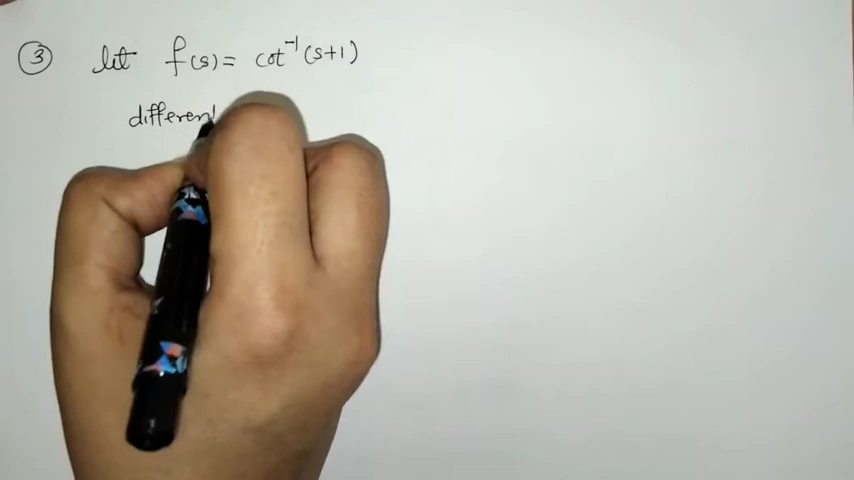 ③ let f(s) = cot⁻¹(s+1)
differen